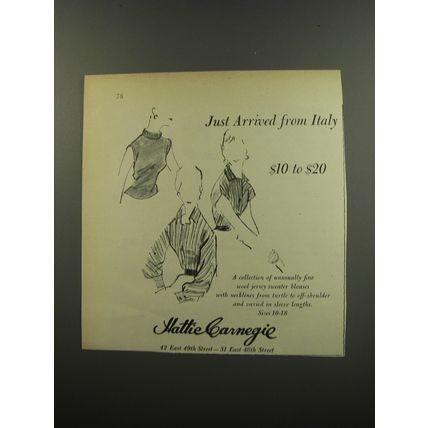 78
Just Arrived from Italy
$10 to $20
A collection of unusually fine
wool jersey sweater blouses
with necklines from turtle to off-shoulder
and varied in sleeve lengths.
Sizes 10-18
Hattie Carnegie
42 East 49th Street — 31 East 48th Street